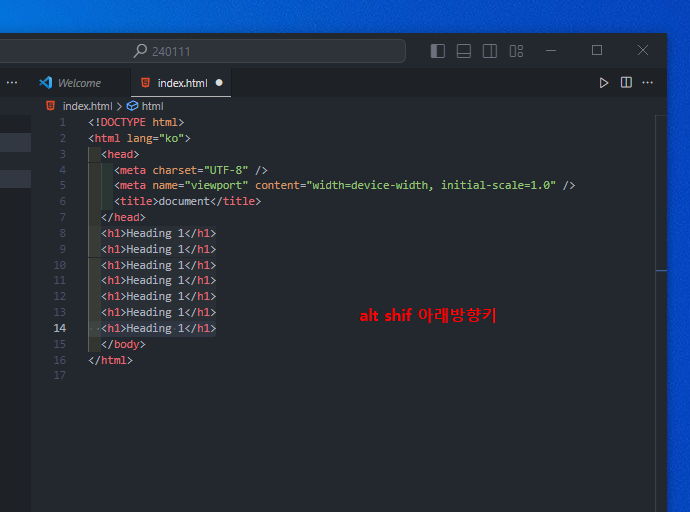 240111
Welcome
index.html
index.html > html
1 <!DOCTYPE html>
2 <html lang="ko">
3 <head>
4 <meta charset="UTF-8" />
5 <meta name="viewport" content="width=device-width, initial-scale=1.0" />
6 <title>document</title>
7 </head>
8 <h1>Heading 1</h1>
9 <h1>Heading 1</h1>
10 <h1>Heading 1</h1>
11 <h1>Heading 1</h1>
12 <h1>Heading 1</h1>
13 <h1>Heading 1</h1>
alt shif 아래방향키
14 <h1>Heading 1</h1>
15 </body>
16 </html>
17